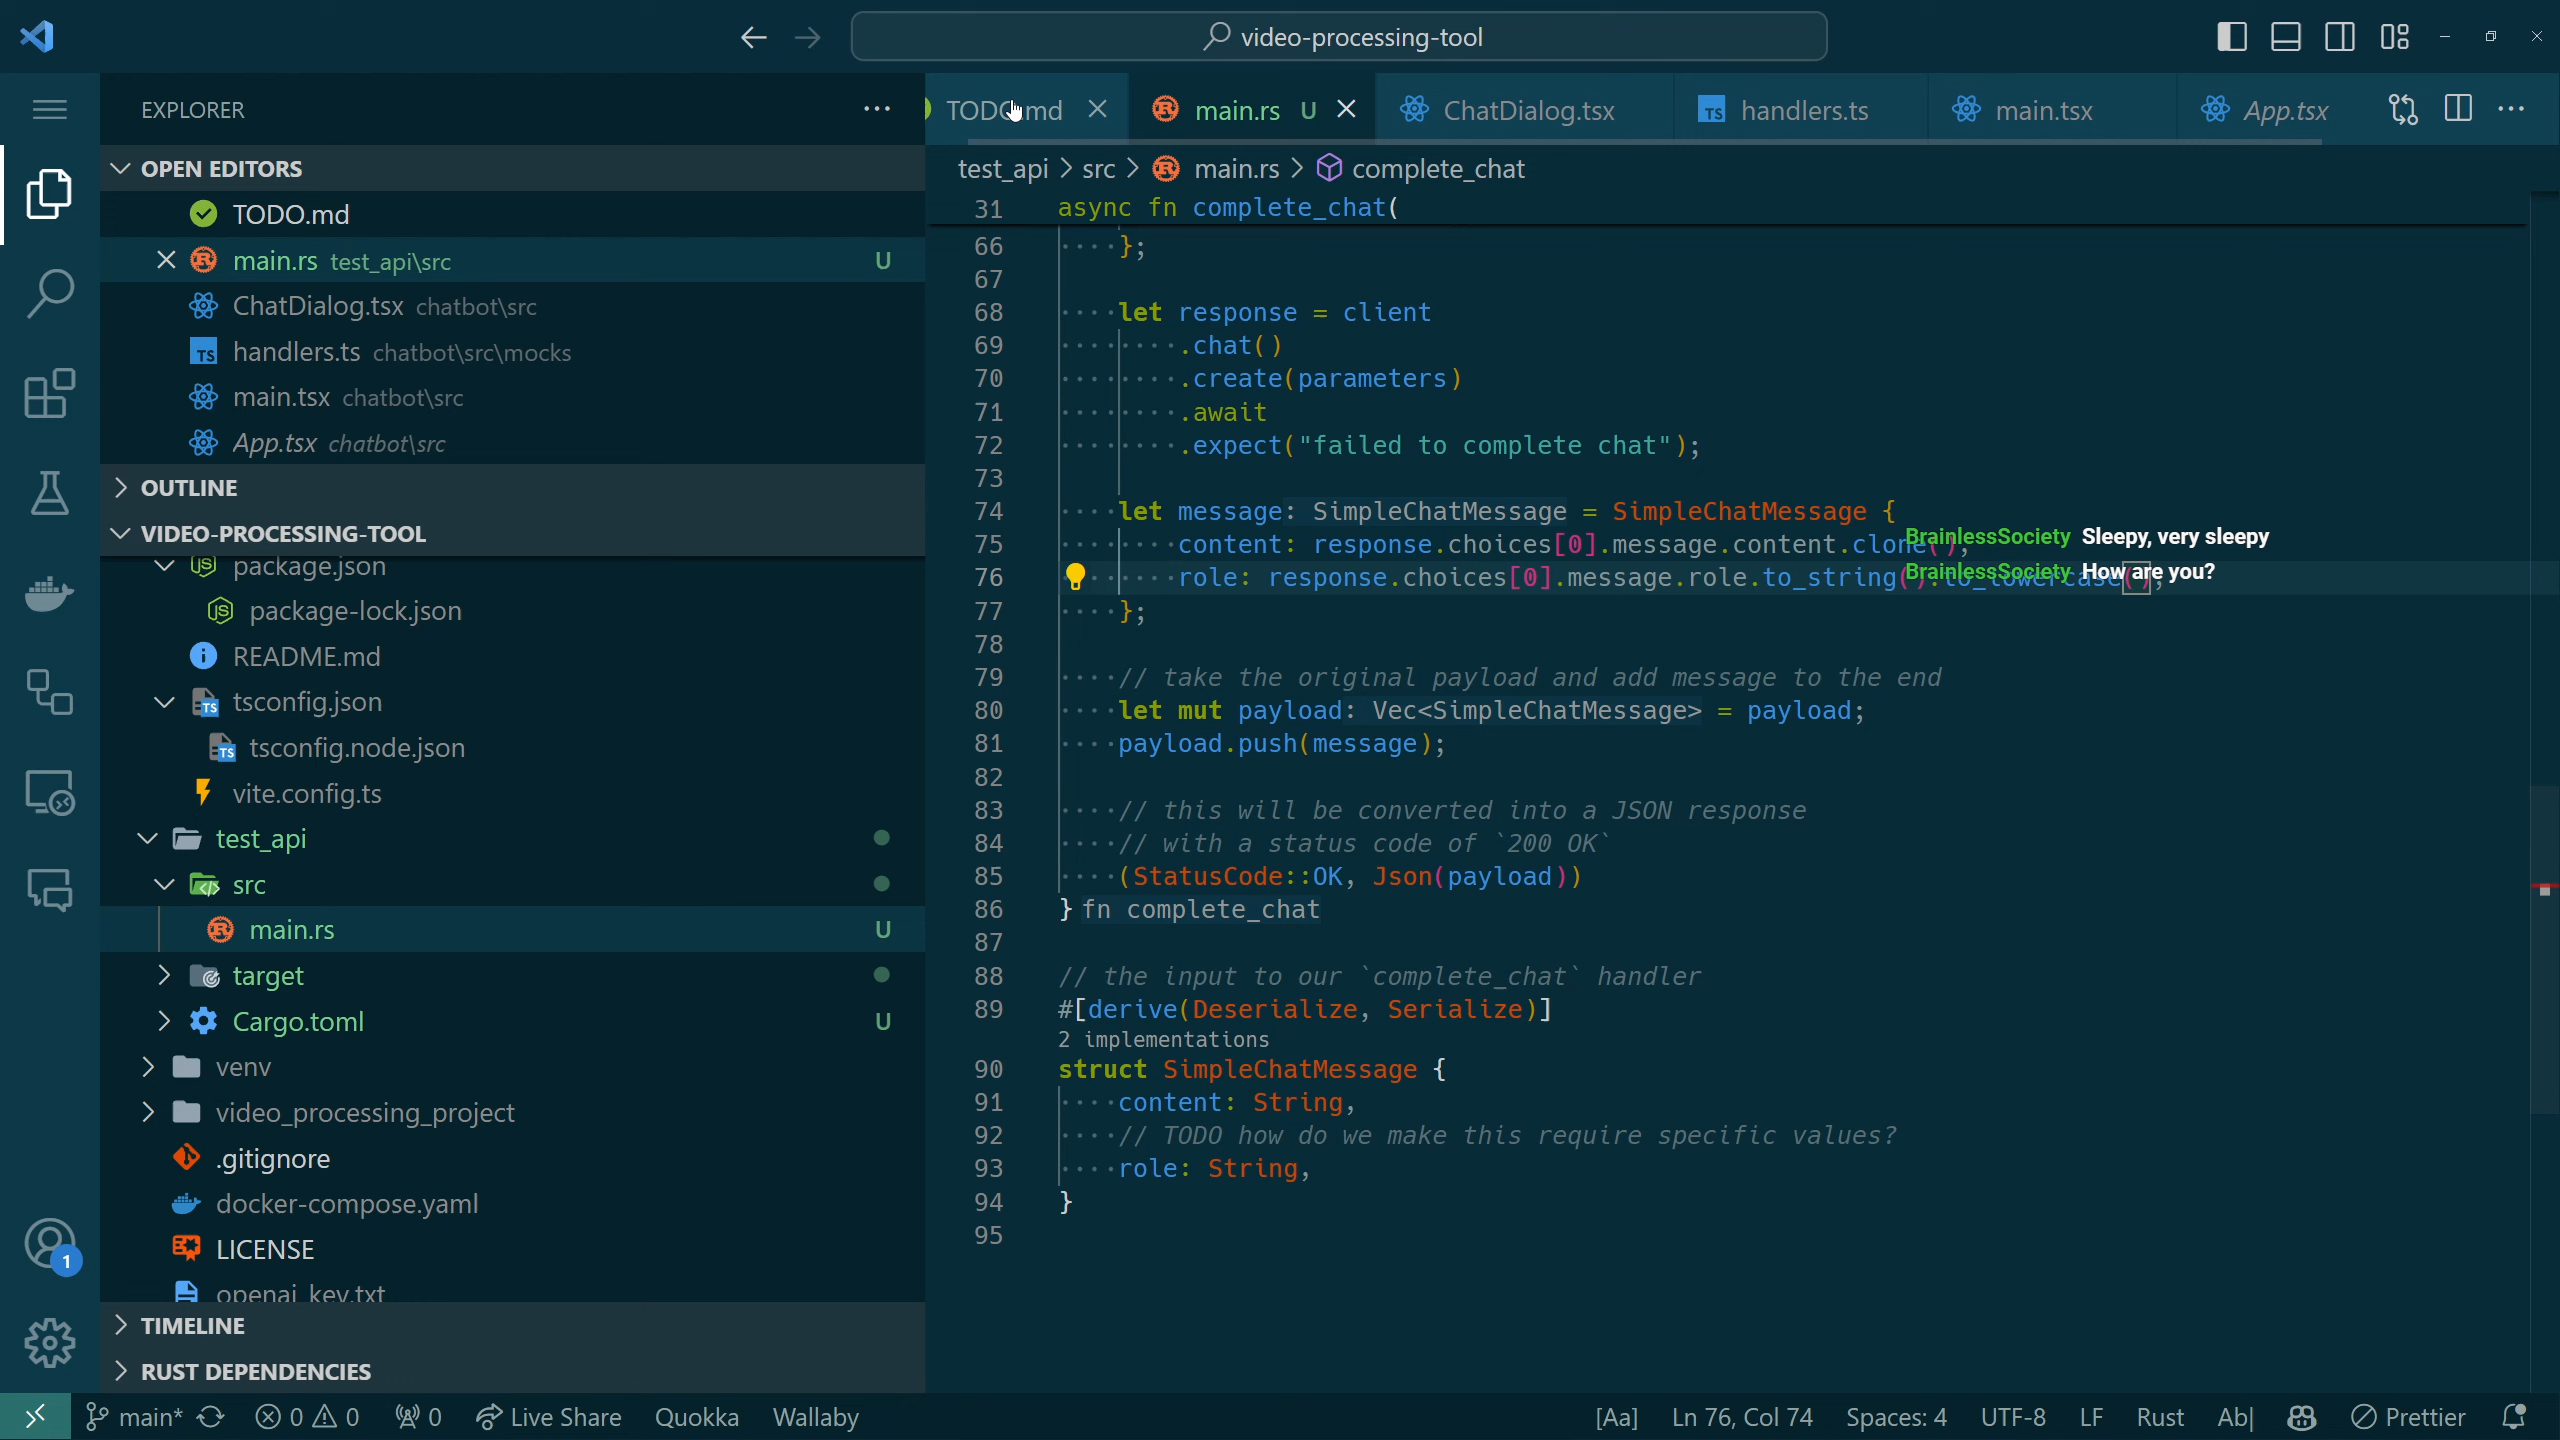 video-processing-tool
EXPLORER
TODO.md
main.rs U
ChatDialog.tsx
handlers.ts
main.tsx
App.tsx
OPEN EDITORS
TODO.md
main.rs test_api\src U
ChatDialog.tsx chatbot\src
handlers.ts chatbot\src\mocks
main.tsx chatbot\src
App.tsx chatbot\src
OUTLINE
VIDEO-PROCESSING-TOOL
package.json
package-lock.json
README.md
tsconfig.json
tsconfig.node.json
vite.config.ts
test_api
src
main.rs U
target
Cargo.toml U
venv
video_processing_project
.gitignore
docker-compose.yaml
LICENSE
openai_key.txt
TIMELINE
RUST DEPENDENCIES
1
test_api > src > main.rs > complete_chat
31 async fn complete_chat(
66 };
67
68 let response = client
69 .chat()
70 .create(parameters)
71 .await
72 .expect("failed to complete chat");
73
74 let message: SimpleChatMessage = SimpleChatMessage {
75 content: response.choices[0].message.content.clone(),
BrainlessSociety Sleepy, very sleepy
76 role: response.choices[0].message.role.to_string().to_lowercase(),
BrainlessSociety How are you?
77 };
78
79 // take the original payload and add message to the end
80 let mut payload: Vec<SimpleChatMessage> = payload;
81 payload.push(message);
82
83 // this will be converted into a JSON response
84 // with a status code of `200 OK`
85 (StatusCode::OK, Json(payload))
86 } fn complete_chat
87
88 // the input to our `complete_chat` handler
89 #[derive(Deserialize, Serialize)]
2 implementations
90 struct SimpleChatMessage {
91 content: String,
92 // TODO how do we make this require specific values?
93 role: String,
94 }
95
main* 0 0 0 Live Share Quokka Wallaby [Aa] Ln 76, Col 74 Spaces: 4 UTF-8 LF Rust Ab| Prettier